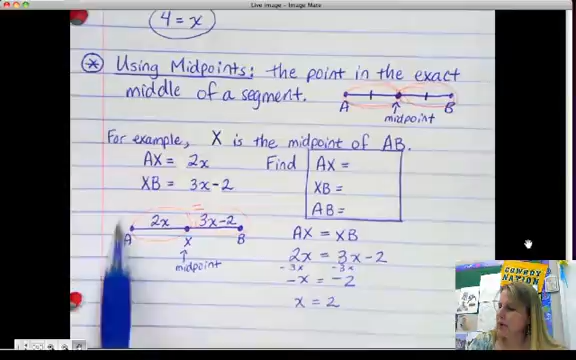 Live Image - Image Mate
4 = x
* Using Midpoints: the point in the exact
middle of a segment.
A B
midpoint
For example, X is the midpoint of AB.
AX = 2x
XB = 3x-2
Find
AX =
XB =
AB =
2x = 3x-2
A X B
midpoint
AX = XB
2x = 3x-2
-3x -3x
-x = -2
x = 2
COWBOY
NATION